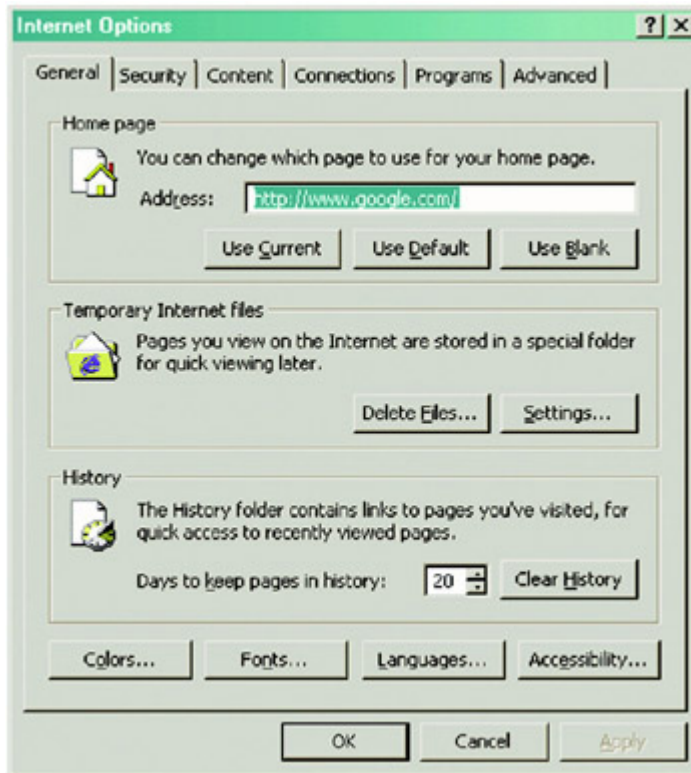 Internet Options
General Security Content Connections Programs Advanced
Home page
You can change which page to use for your home page.
Address: http://www.google.com/
Use Current Use Default Use Blank
Temporary Internet files
Pages you view on the Internet are stored in a special folder
for quick viewing later.
Delete Files... Settings...
History
The History folder contains links to pages you've visited, for
quick access to recently viewed pages.
Days to keep pages in history: 20 Clear History
Colors... Fonts... Languages... Accessibility...
OK Cancel Apply